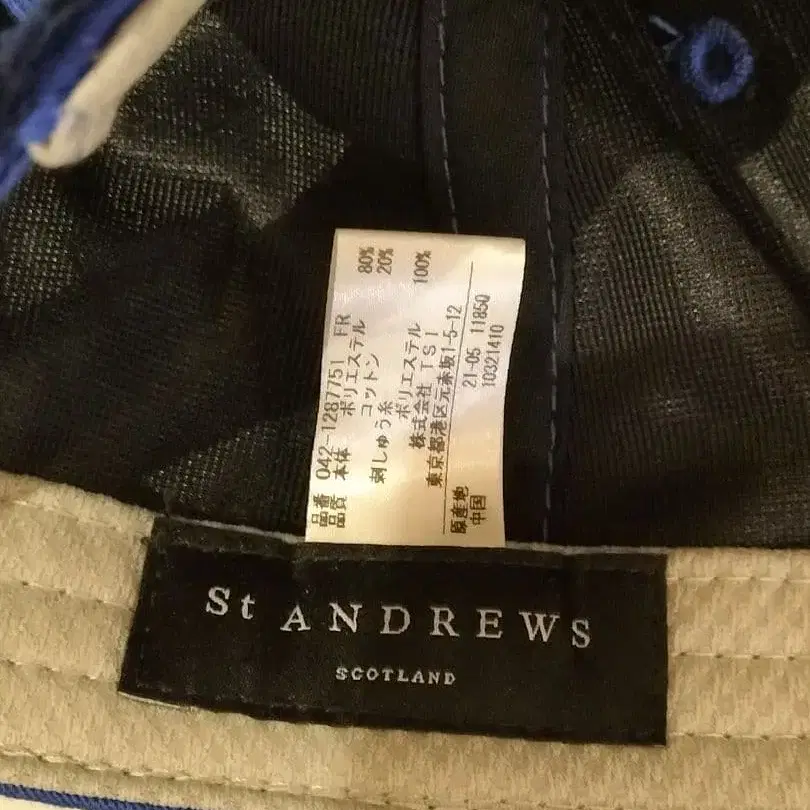 品番 042-1287751 FR
品質 本体 ポリエステル 80%
コットン 20%
刺しゅう糸
ポリエステル 100%
株式会社 TSI
東京都港区元赤坂1-5-12
原産地 21-05 11850
中国 10321410
St ANDREWS
SCOTLAND